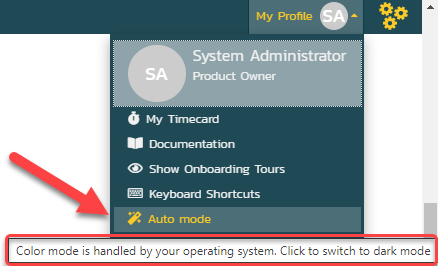 My Profile SA
SA
System Administrator
Product Owner
My Timecard
Documentation
Show Onboarding Tours
Keyboard Shortcuts
Auto mode
Color mode is handled by your operating system. Click to switch to dark mode